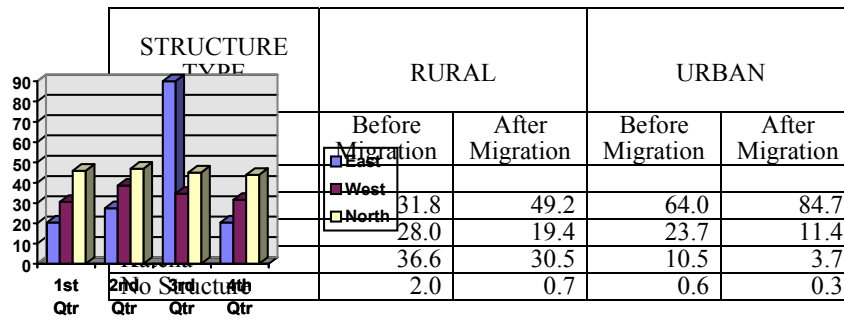 STRUCTURE
TYPE
RURAL
URBAN
Before
Migration
After
Migration
Before
Migration
After
Migration
31.8 49.2 64.0 84.7
28.0 19.4 23.7 11.4
36.6 30.5 10.5 3.7
No Structure 2.0 0.7 0.6 0.3
90
80
70
60
50
40
30
20
10
0
1st
Qtr
2nd
Qtr
3rd
Qtr
4th
Qtr
East
West
North